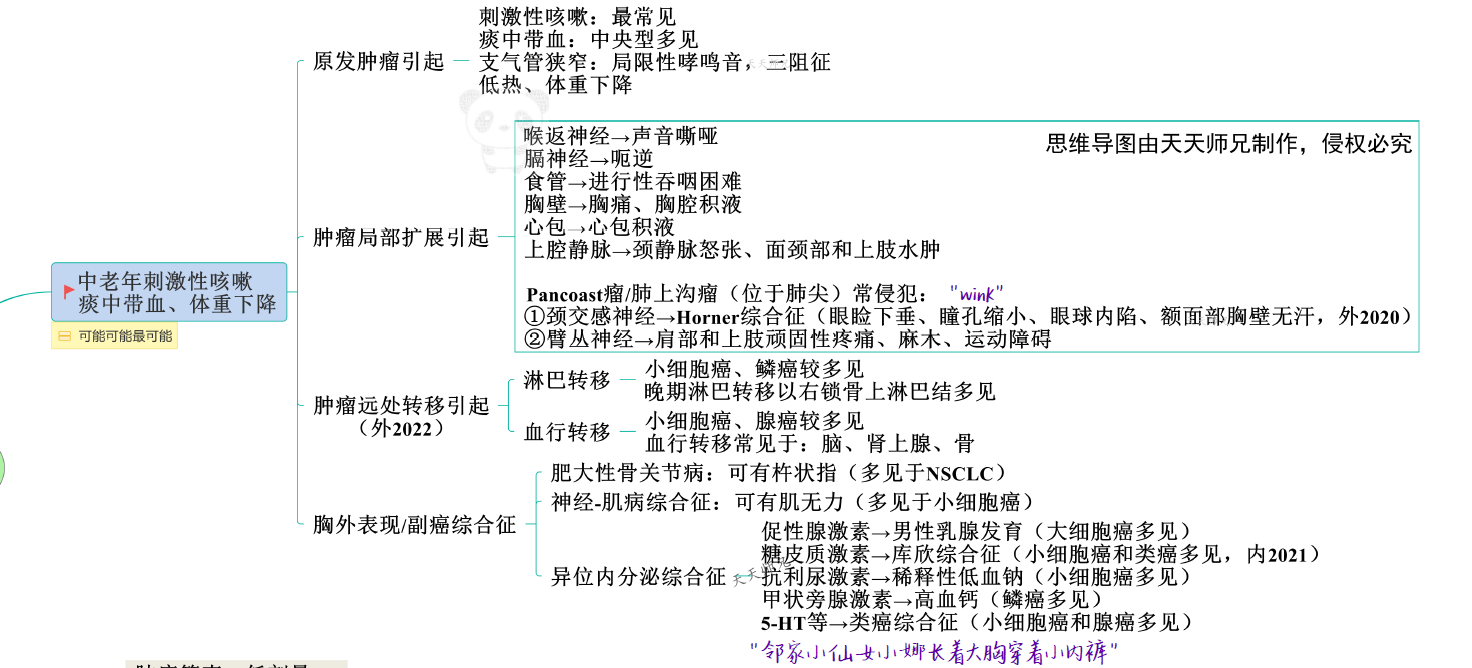 刺激性咳嗽：最常见
痰中带血：中央型多见
原发肿瘤引起
支气管狭窄：局限性哮鸣音，三阻征
低热、体重下降
喉返神经→声音嘶哑
思维导图由天天师兄制作，侵权必究
膈神经→呃逆
食管→进行性吞咽困难
胸壁→胸痛、胸腔积液
心包→心包积液
肿瘤局部扩展引起
上腔静脉→颈静脉怒张、面颈部和上肢水肿
Pancoast瘤/肺上沟瘤（位于肺尖）常侵犯： "wink"
①颈交感神经→Horner综合征（眼睑下垂、瞳孔缩小、眼球内陷、额面部胸壁无汗，外2020）
②臂丛神经→肩部和上肢顽固性疼痛、麻木、运动障碍
中老年刺激性咳嗽
痰中带血、体重下降
可能可能最可能
肿瘤远处转移引起
（外2022）
淋巴转移
小细胞癌、鳞癌较多见
晚期淋巴转移以右锁骨上淋巴结多见
血行转移
小细胞癌、腺癌较多见
血行转移常见于：脑、肾上腺、骨
胸外表现/副癌综合征
肥大性骨关节病：可有杵状指（多见于NSCLC）
神经-肌病综合征：可有肌无力（多见于小细胞癌）
异位内分泌综合征
促性腺激素→男性乳腺发育（大细胞癌多见）
糖皮质激素→库欣综合征（小细胞癌和类癌多见，内2021）
抗利尿激素→稀释性低血钠（小细胞癌多见）
甲状旁腺激素→高血钙（鳞癌多见）
5-HT等→类癌综合征（小细胞癌和腺癌多见）
"邻家小仙女小娜长着大胸穿着小内裤"